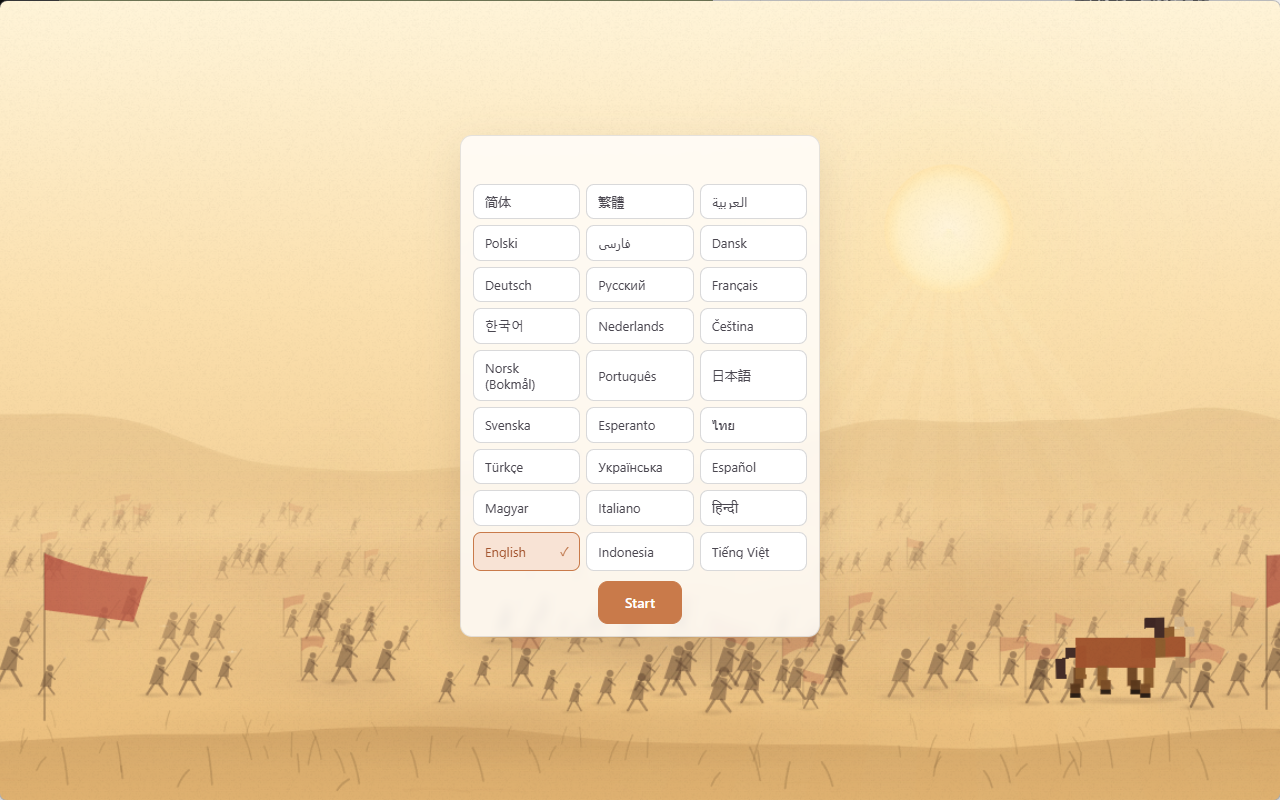 简体
繁體
العربية
Polski
فارسی
Dansk
Deutsch
Русский
Français
한국어
Nederlands
Čeština
Norsk
(Bokmål)
Português
日本語
Svenska
Esperanto
ไทย
Türkçe
Українська
Español
Magyar
Italiano
हिन्दी
English ✓
Indonesia
Tiếng Việt
Start